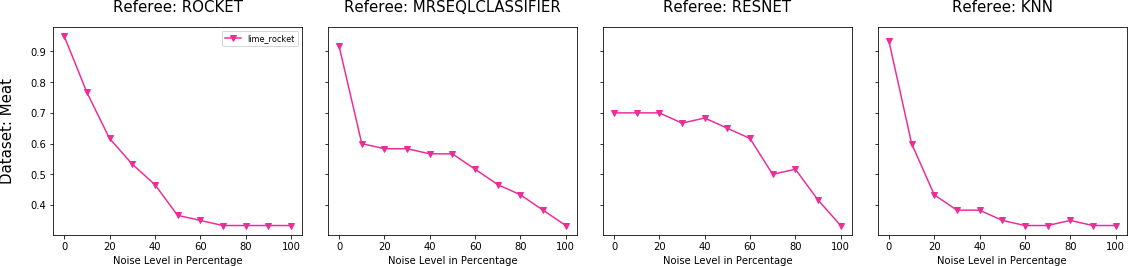 Referee: ROCKET
Referee: MRSEQLCLASSIFIER
Referee: RESNET
Referee: KNN
Dataset: Meat
lime_rocket
0.9
0.8
0.7
0.6
0.5
0.4
0 20 40 60 80 100
0 20 40 60 80 100
0 20 40 60 80 100
0 20 40 60 80 100
Noise Level in Percentage
Noise Level in Percentage
Noise Level in Percentage
Noise Level in Percentage